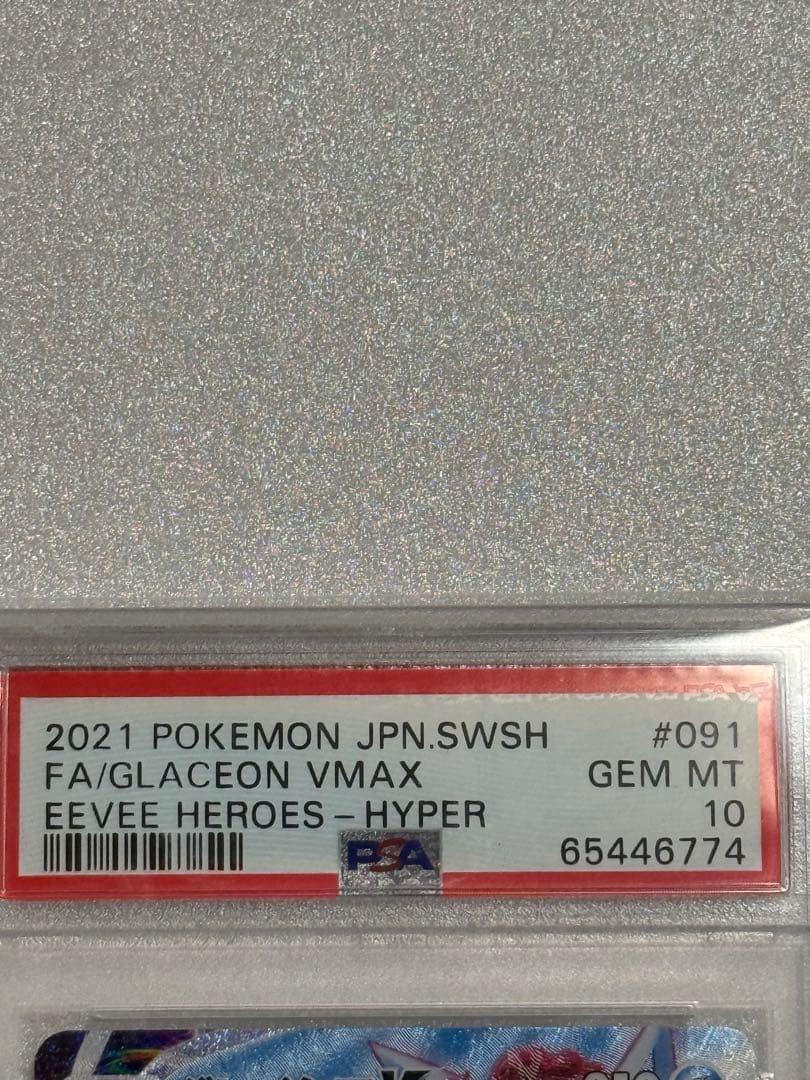 2021 POKEMON JPN.SWSH #091
FA/GLACEON VMAX GEM MT
EEVEE HEROES – HYPER 10
PSA 65446774